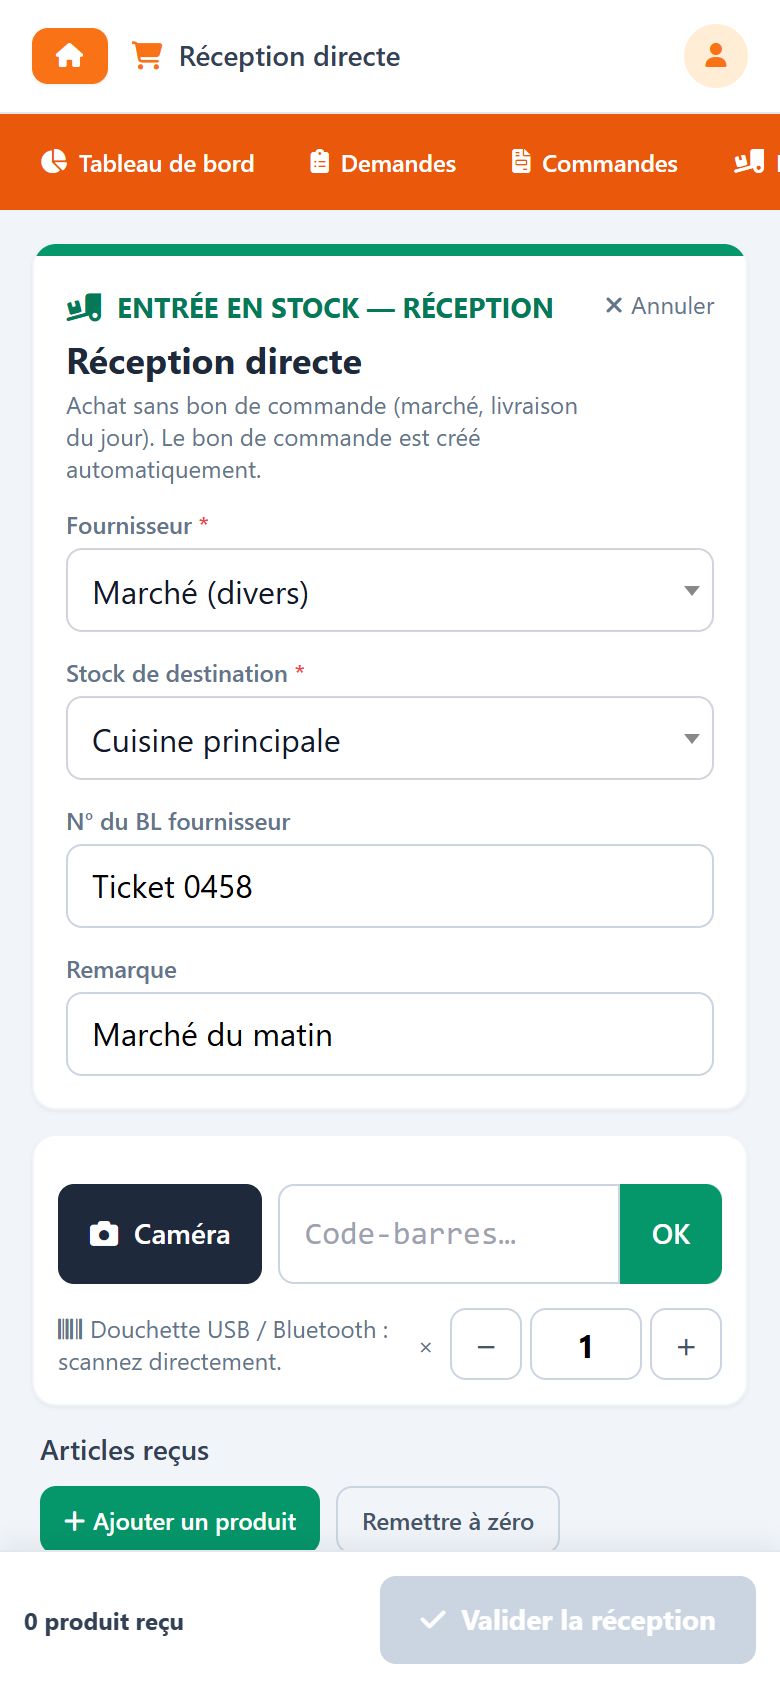 Réception directe
Tableau de bord
Demandes
Commandes
ENTRÉE EN STOCK — RÉCEPTION
Annuler
Réception directe
Achat sans bon de commande (marché, livraison
du jour). Le bon de commande est créé
automatiquement.
Fournisseur *
Marché (divers)
Stock de destination *
Cuisine principale
N° du BL fournisseur
Ticket 0458
Remarque
Marché du matin
Caméra
Code-barres…
OK
Douchette USB / Bluetooth :
scannez directement.
× − 1 +
Articles reçus
+ Ajouter un produit
Remettre à zéro
0 produit reçu
Valider la réception